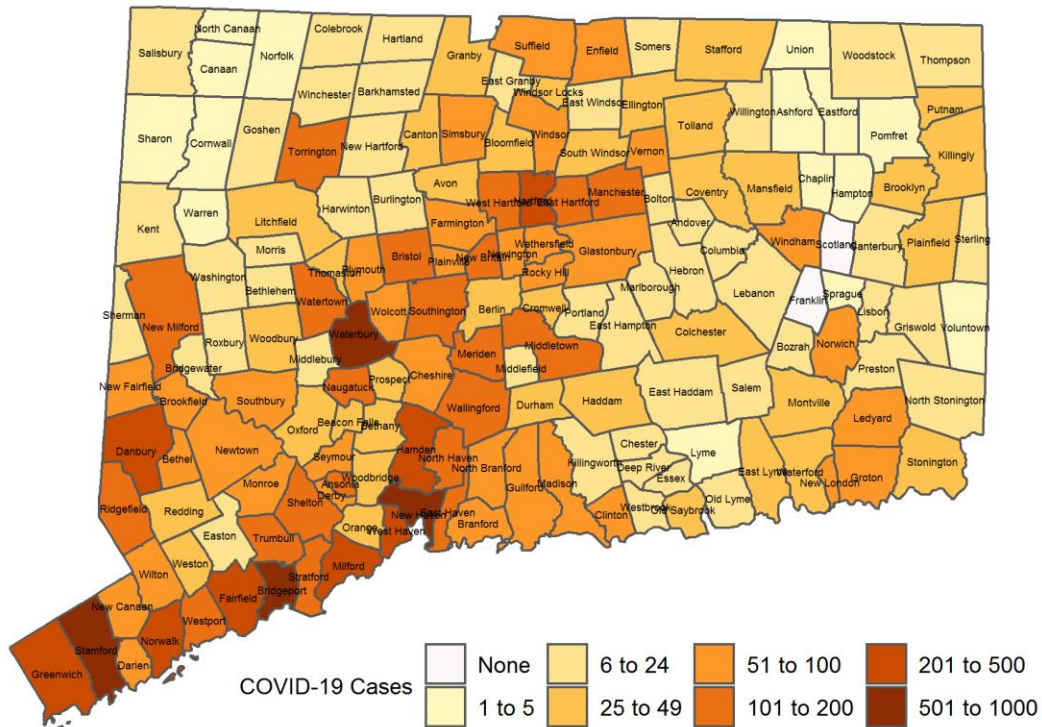 North Canaan
Colebrook
Hartland
Suffield
Enfield
Somers
Stafford
Union
Woodstock
Thompson
Salisbury
Canaan
Norfolk
Granby
East Granby
Windsor Locks
Winchester
Barkhamsted
East Windsor
Ellington
Willington
Ashford
Eastford
Putnam
Sharon
Cornwall
Goshen
Torrington
New Hartford
Canton
Simsbury
Bloomfield
Windsor
South Windsor
Vernon
Tolland
Pomfret
Killingly
Avon
West Hartford
Hartford
East Hartford
Manchester
Bolton
Coventry
Mansfield
Chaplin
Hampton
Brooklyn
Kent
Warren
Litchfield
Harwinton
Burlington
Farmington
Andover
Columbia
Windham
Scotland
Canterbury
Plainfield
Sterling
Morris
Washington
Bethlehem
Thomaston
Plymouth
Bristol
Plainville
New Britain
Newington
Wethersfield
Rocky Hill
Glastonbury
Hebron
Marlborough
Lebanon
Franklin
Sprague
Lisbon
Griswold
Voluntown
Sherman
New Milford
Roxbury
Woodbury
Watertown
Waterbury
Wolcott
Southington
Berlin
Cromwell
Portland
East Hampton
Colchester
Bozrah
Norwich
Preston
Bridgewater
Middlebury
Naugatuck
Prospect
Cheshire
Meriden
Middletown
Middlefield
New Fairfield
Brookfield
Southbury
Oxford
Beacon Falls
Bethany
Wallingford
Durham
Haddam
East Haddam
Salem
Montville
Ledyard
North Stonington
Danbury
Bethel
Newtown
Seymour
Hamden
North Haven
North Branford
Guilford
Madison
Killingworth
Chester
Deep River
Essex
Lyme
East Lyme
Waterford
New London
Groton
Stonington
Ridgefield
Redding
Monroe
Shelton
Ansonia
Derby
Woodbridge
New Haven
East Haven
Branford
Clinton
Westbrook
Old Saybrook
Old Lyme
Easton
Trumbull
Orange
West Haven
Wilton
Weston
Stratford
Milford
New Canaan
Fairfield
Bridgeport
Westport
Norwalk
Darien
Stamford
Greenwich
COVID-19 Cases
None
6 to 24
51 to 100
201 to 500
1 to 5
25 to 49
101 to 200
501 to 1000